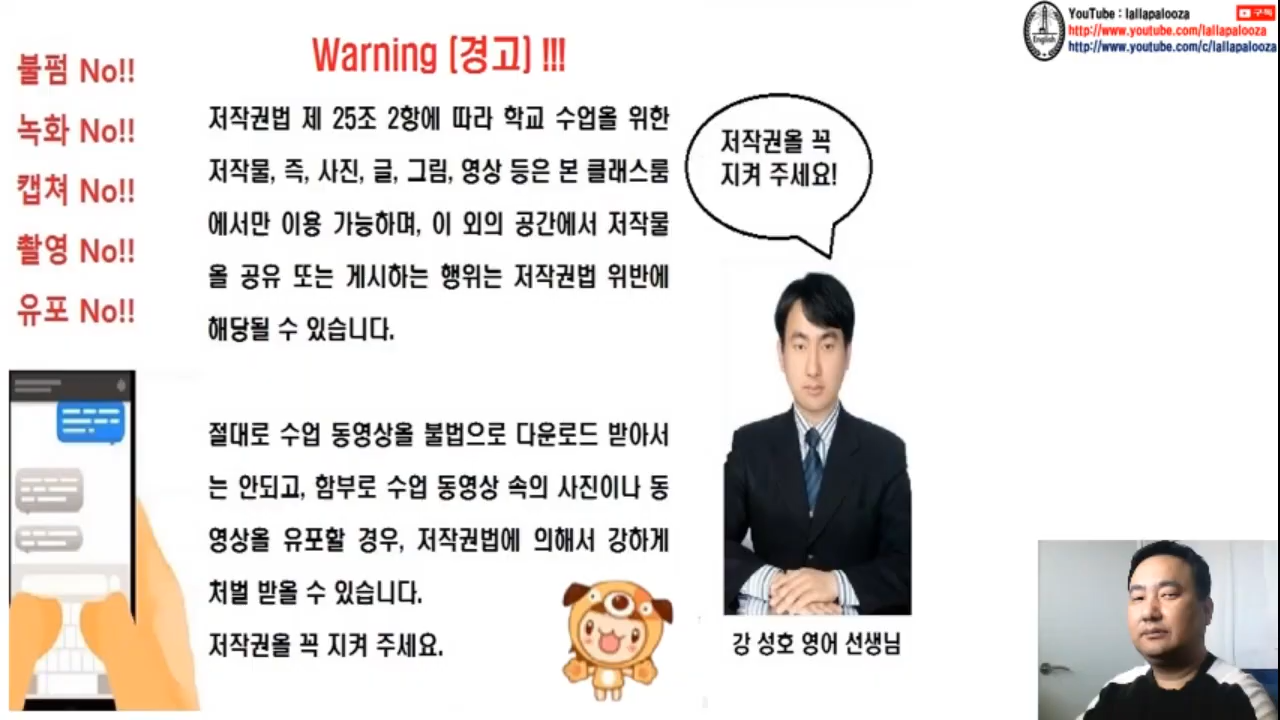 불펌 No!!
녹화 No!!
캡쳐 No!!
촬영 No!!
유포 No!!
Warning (경고) !!!
저작권법 제 25조 2항에 따라 학교 수업을 위한
저작물, 즉, 사진, 글, 그림, 영상 등은 본 클래스룸
에서만 이용 가능하며, 이 외의 공간에서 저작물
을 공유 또는 게시하는 행위는 저작권법 위반에
해당될 수 있습니다.
절대로 수업 동영상을 불법으로 다운로드 받아서
는 안되고, 함부로 수업 동영상 속의 사진이나 동
영상을 유포할 경우, 저작권법에 의해서 강하게
처벌 받을 수 있습니다.
저작권을 꼭 지켜 주세요.
저작권을 꼭
지켜 주세요!
강 성호 영어 선생님
English
YouTube : lallapalooza
구독
http://www.youtube.com/lallapalooza
http://www.youtube.com/c/lallapalooza